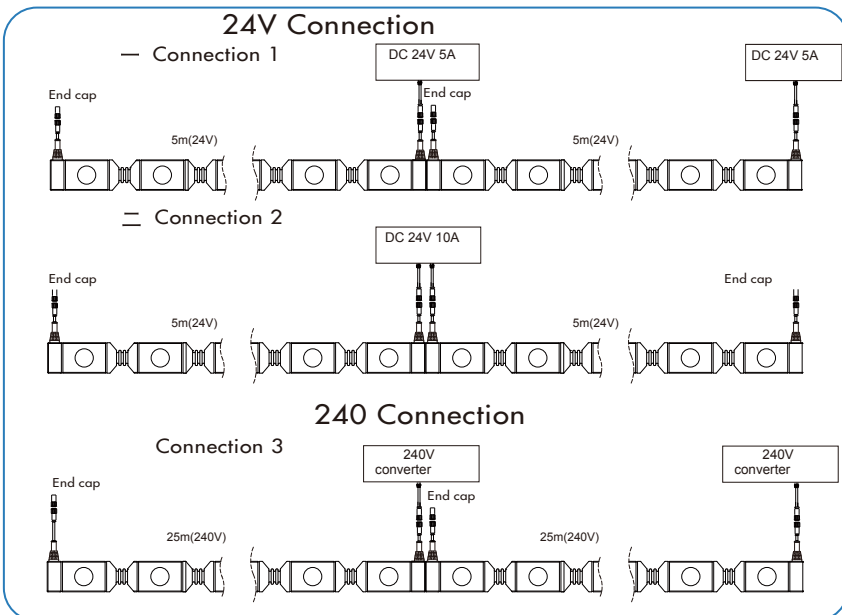 24V Connection
一 Connection 1
DC 24V 5A
DC 24V 5A
End cap
End cap
5m(24V)
5m(24V)
二 Connection 2
DC 24V 10A
End cap
End cap
5m(24V)
5m(24V)
240 Connection
Connection 3
240V
converter
240V
converter
End cap
End cap
25m(240V)
25m(240V)